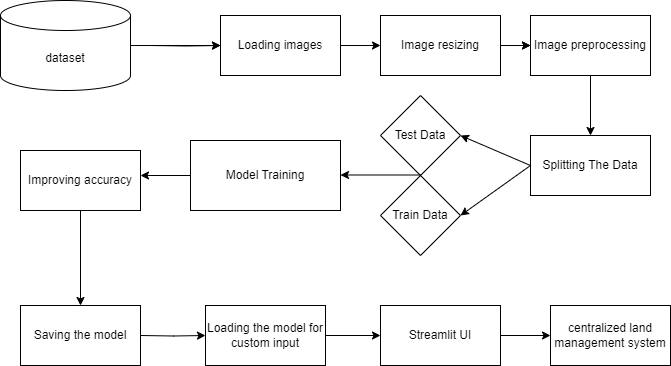 dataset
Loading images
Image resizing
Image preprocessing
Test Data
Splitting The Data
Model Training
Improving accuracy
Train Data
Saving the model
Loading the model for
custom input
Streamlit UI
centralized land
management system